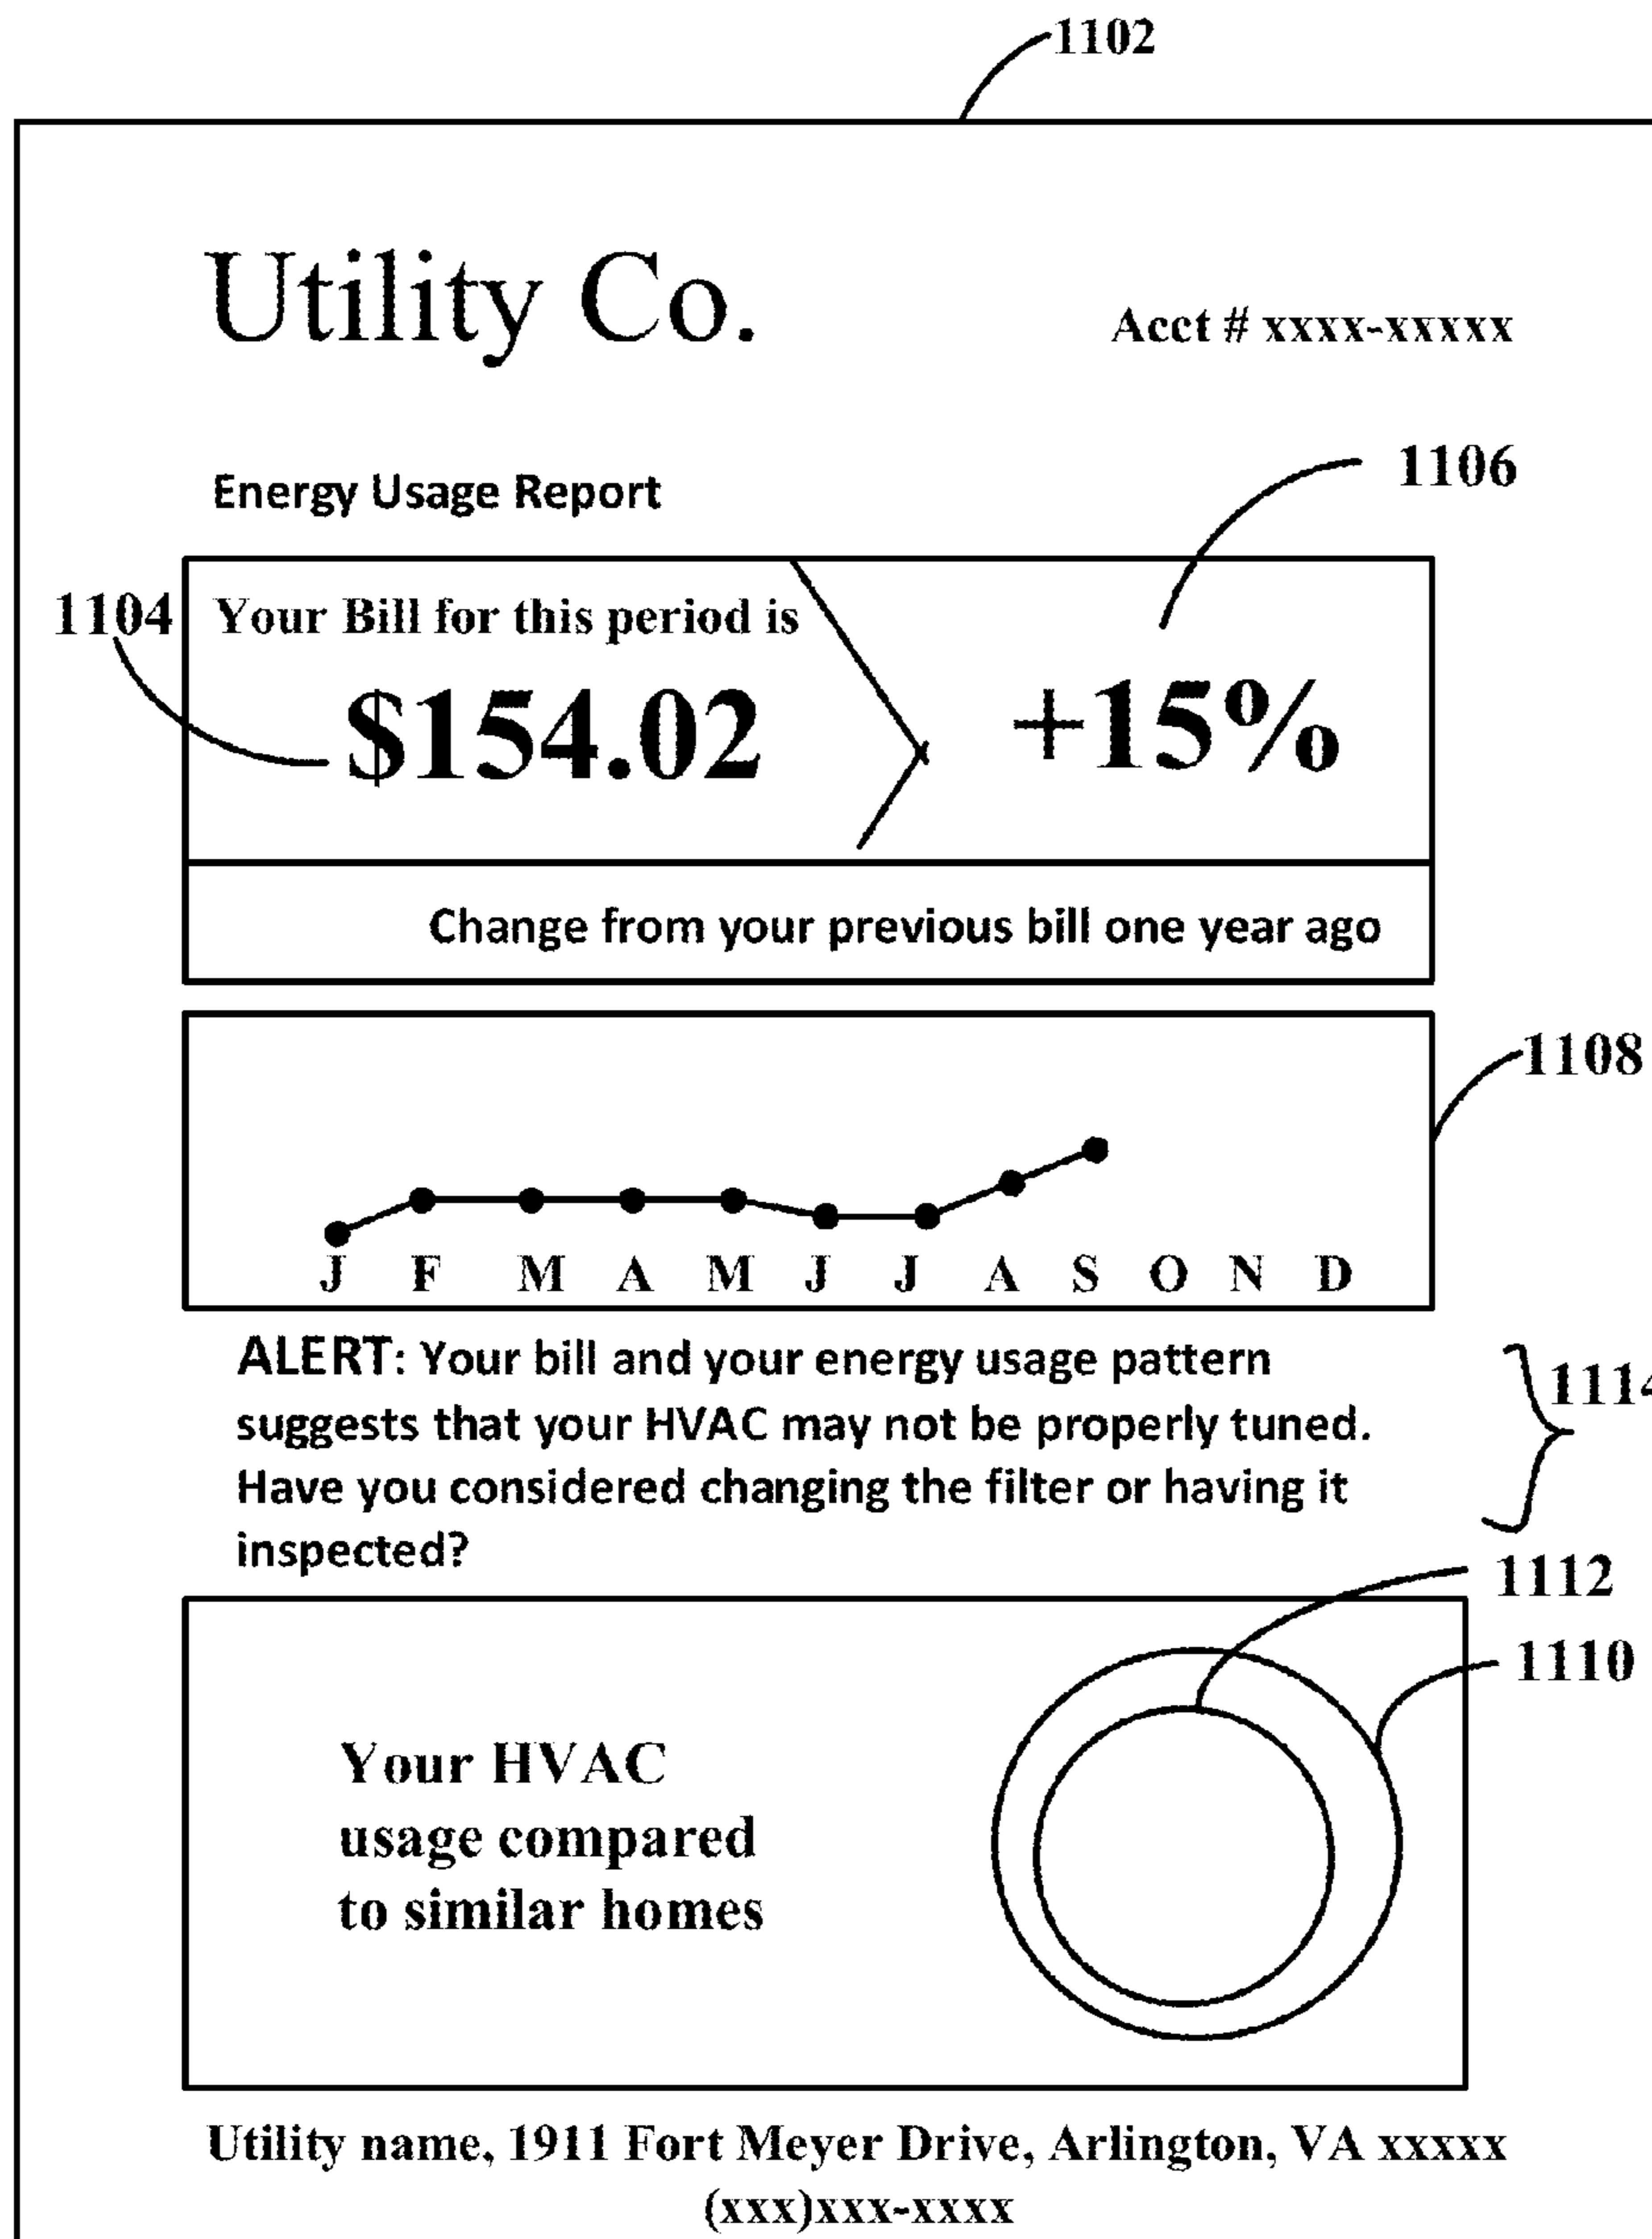 1102
Utility Co.
Acct # xxxx-xxxxx
Energy Usage Report
1106
1104
Your Bill for this period is
$154.02
+15%
Change from your previous bill one year ago
1108
J F M A M J J A S O N D
ALERT: Your bill and your energy usage pattern
suggests that your HVAC may not be properly tuned.
Have you considered changing the filter or having it
inspected?
1114
1112
1110
Your HVAC
usage compared
to similar homes
Utility name, 1911 Fort Meyer Drive, Arlington, VA xxxxx
(xxx)xxx-xxxx